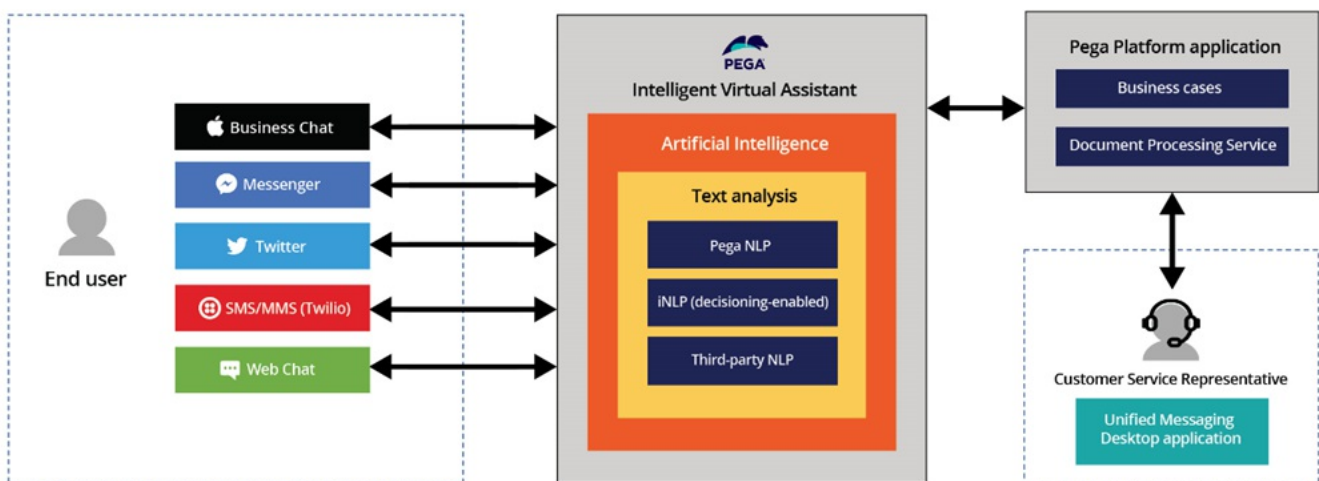 End user
Business Chat
Messenger
Twitter
SMS/MMS (Twilio)
Web Chat
PEGA
Intelligent Virtual Assistant
Artificial Intelligence
Text analysis
Pega NLP
iNLP (decisioning-enabled)
Third-party NLP
Pega Platform application
Business cases
Document Processing Service
Customer Service Representative
Unified Messaging
Desktop application